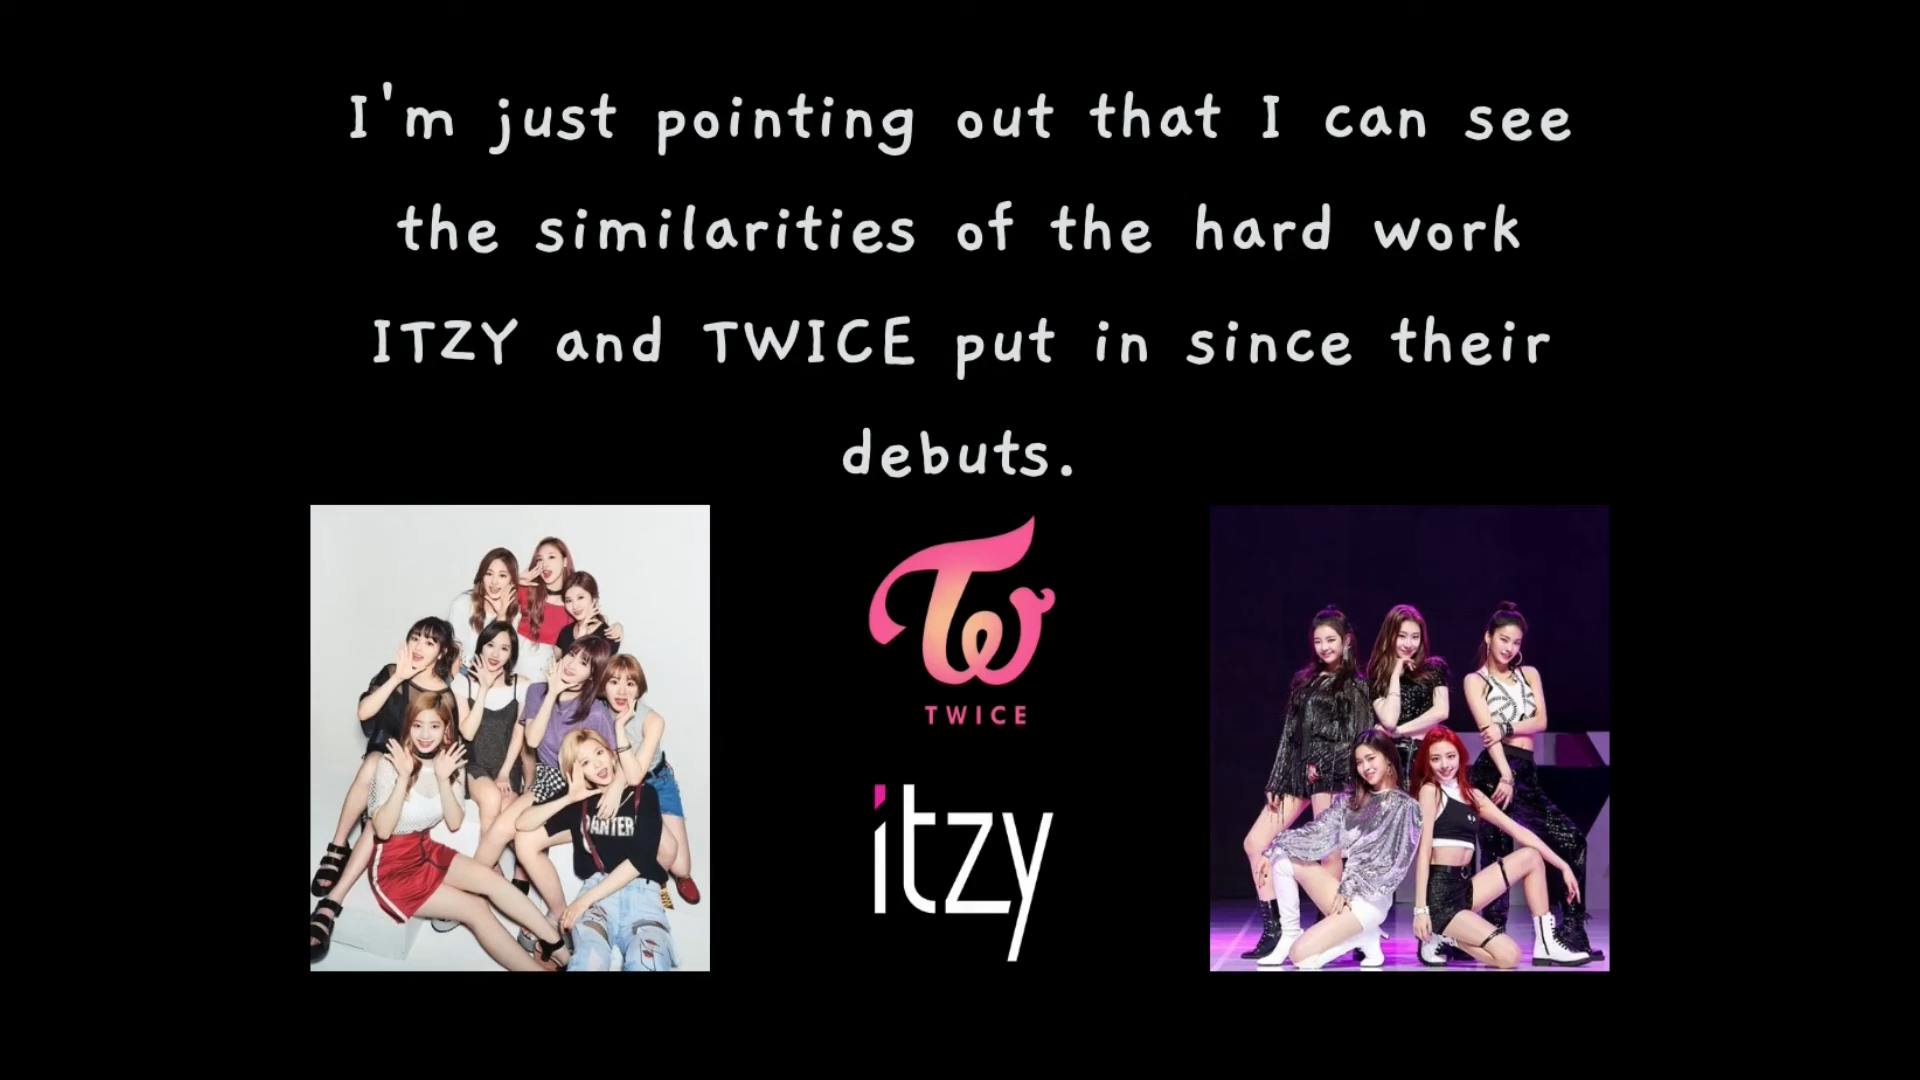 I'm just pointing out that I can see
the similarities of the hard work
ITZY and TWICE put in since their
debuts.
TWICE
itzy
PANTER